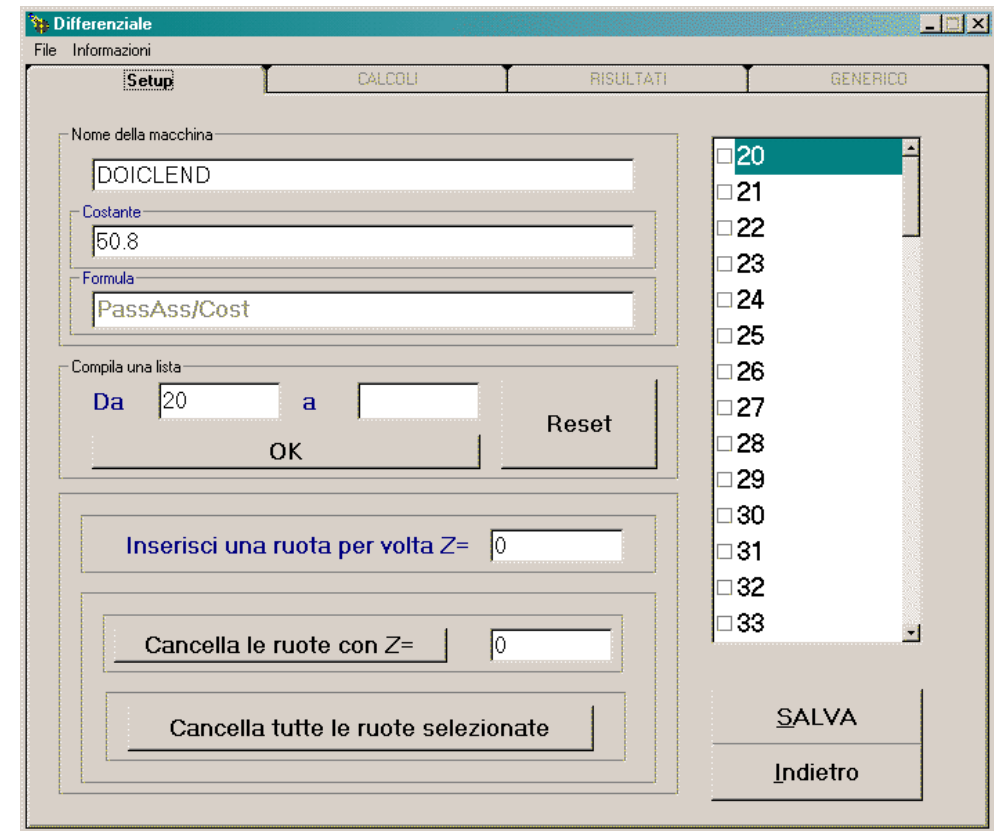 Differenziale
File Informazioni
Setup CALCOLI RISULTATI GENERICO
Nome della macchina
DOICLEND
Costante
50.8
Formula
PassAss/Cost
Compila una lista
Da 20 a
Reset
OK
Inserisci una ruota per volta Z= 0
Cancella le ruote con Z= 0
Cancella tutte le ruote selezionate
20
21
22
23
24
25
26
27
28
29
30
31
32
33
SALVA
Indietro